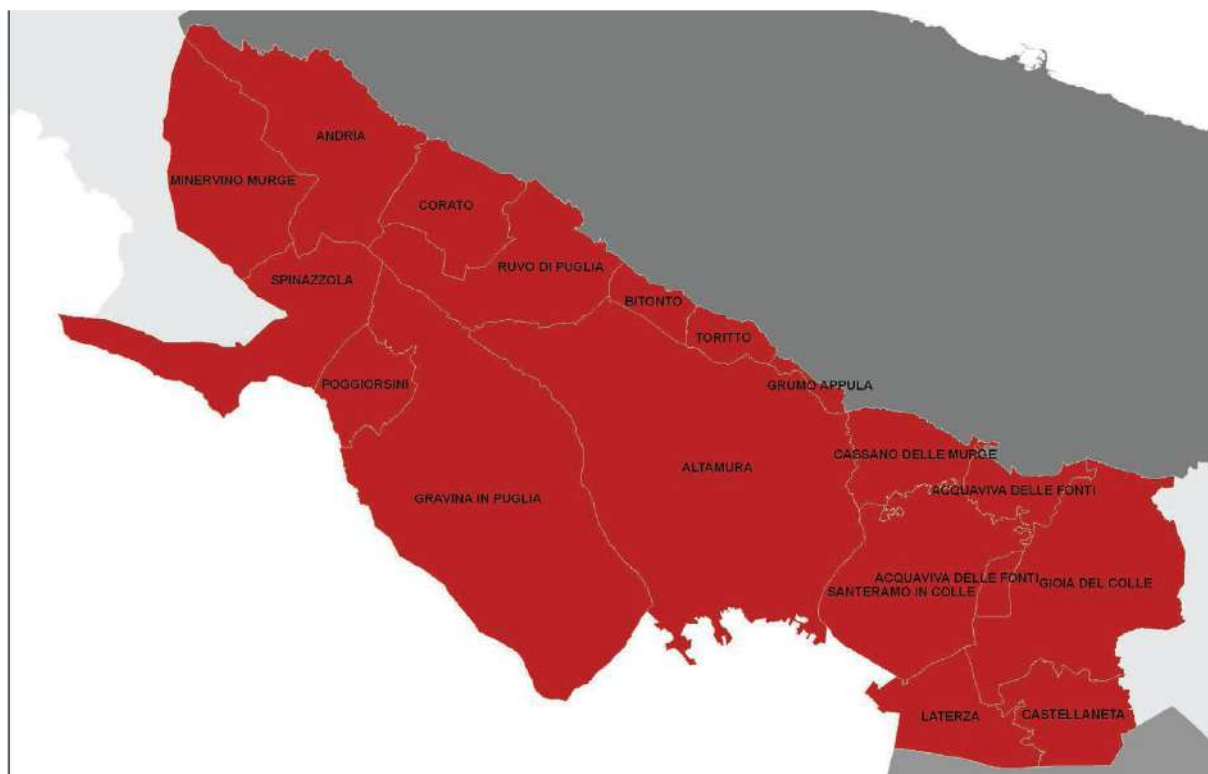 ANDRIA
MINERVINO MURGE
CORATO
RUVO DI PUGLIA
SPINAZZOLA
BITONTO
TORITTO
POGGIORSINI
GRUMO APPULA
CASSANO DELLE MURGE
ALTAMURA
ACQUAVIVA DELLE FONTI
GRAVINA IN PUGLIA
ACQUAVIVA DELLE FONTI
GIOIA DEL COLLE
SANTERAMO IN COLLE
LATERZA
CASTELLANETA